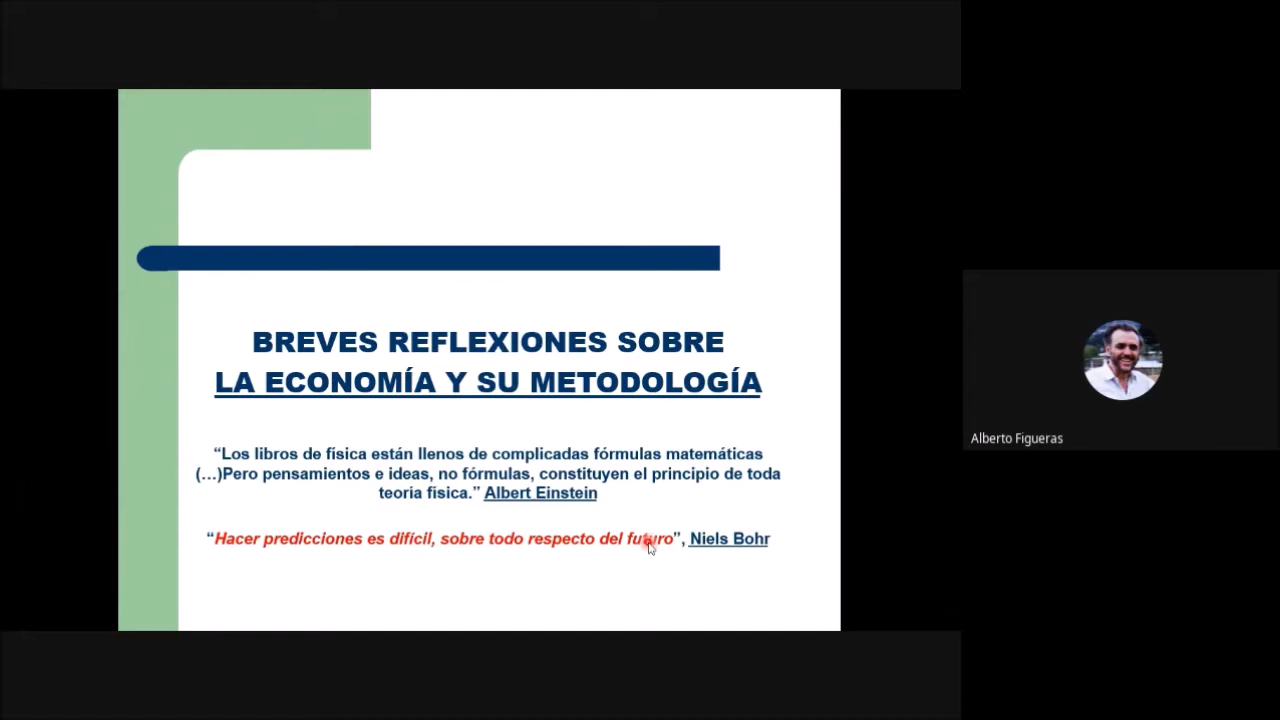 BREVES REFLEXIONES SOBRE
LA ECONOMÍA Y SU METODOLOGÍA
“Los libros de física están llenos de complicadas fórmulas matemáticas
(…)Pero pensamientos e ideas, no fórmulas, constituyen el principio de toda
teoría física.” Albert Einstein
“Hacer predicciones es difícil, sobre todo respecto del futuro”, Niels Bohr
Alberto Figueras